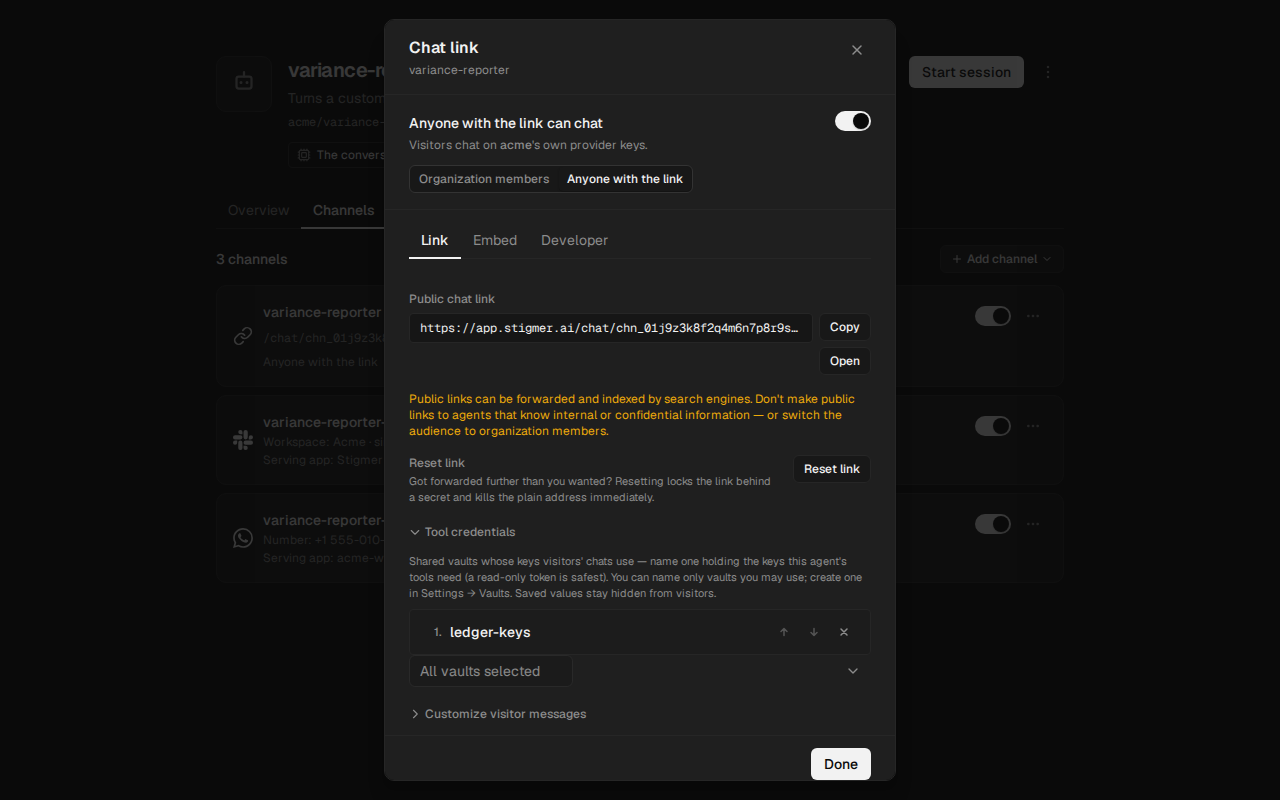 Chat link
variance-reporter
Anyone with the link can chat
Visitors chat on acme's own provider keys.
Organization members
Anyone with the link
Link
Embed
Developer
Public chat link
https://app.stigmer.ai/chat/chn_01j9z3k8f2q4m6n7p8r9s…
Copy
Open
Public links can be forwarded and indexed by search engines. Don't make public
links to agents that know internal or confidential information — or switch the
audience to organization members.
Reset link
Got forwarded further than you wanted? Resetting locks the link behind
a secret and kills the plain address immediately.
Reset link
Tool credentials
Shared vaults whose keys visitors' chats use — name one holding the keys this agent's
tools need (a read-only token is safest). You can name only vaults you may use; create one
in Settings → Vaults. Saved values stay hidden from visitors.
1. ledger-keys
All vaults selected
Customize visitor messages
Done
variance-r
Turns a custom
acme/variance-
The convers
Start session
Overview
Channels
3 channels
+ Add channel
variance-reporter
/chat/chn_01j9z3k
Anyone with the link
variance-reporter-
Workspace: Acme · si
Serving app: Stigmer
variance-reporter-
Number: +1 555-010-
Serving app: acme-w